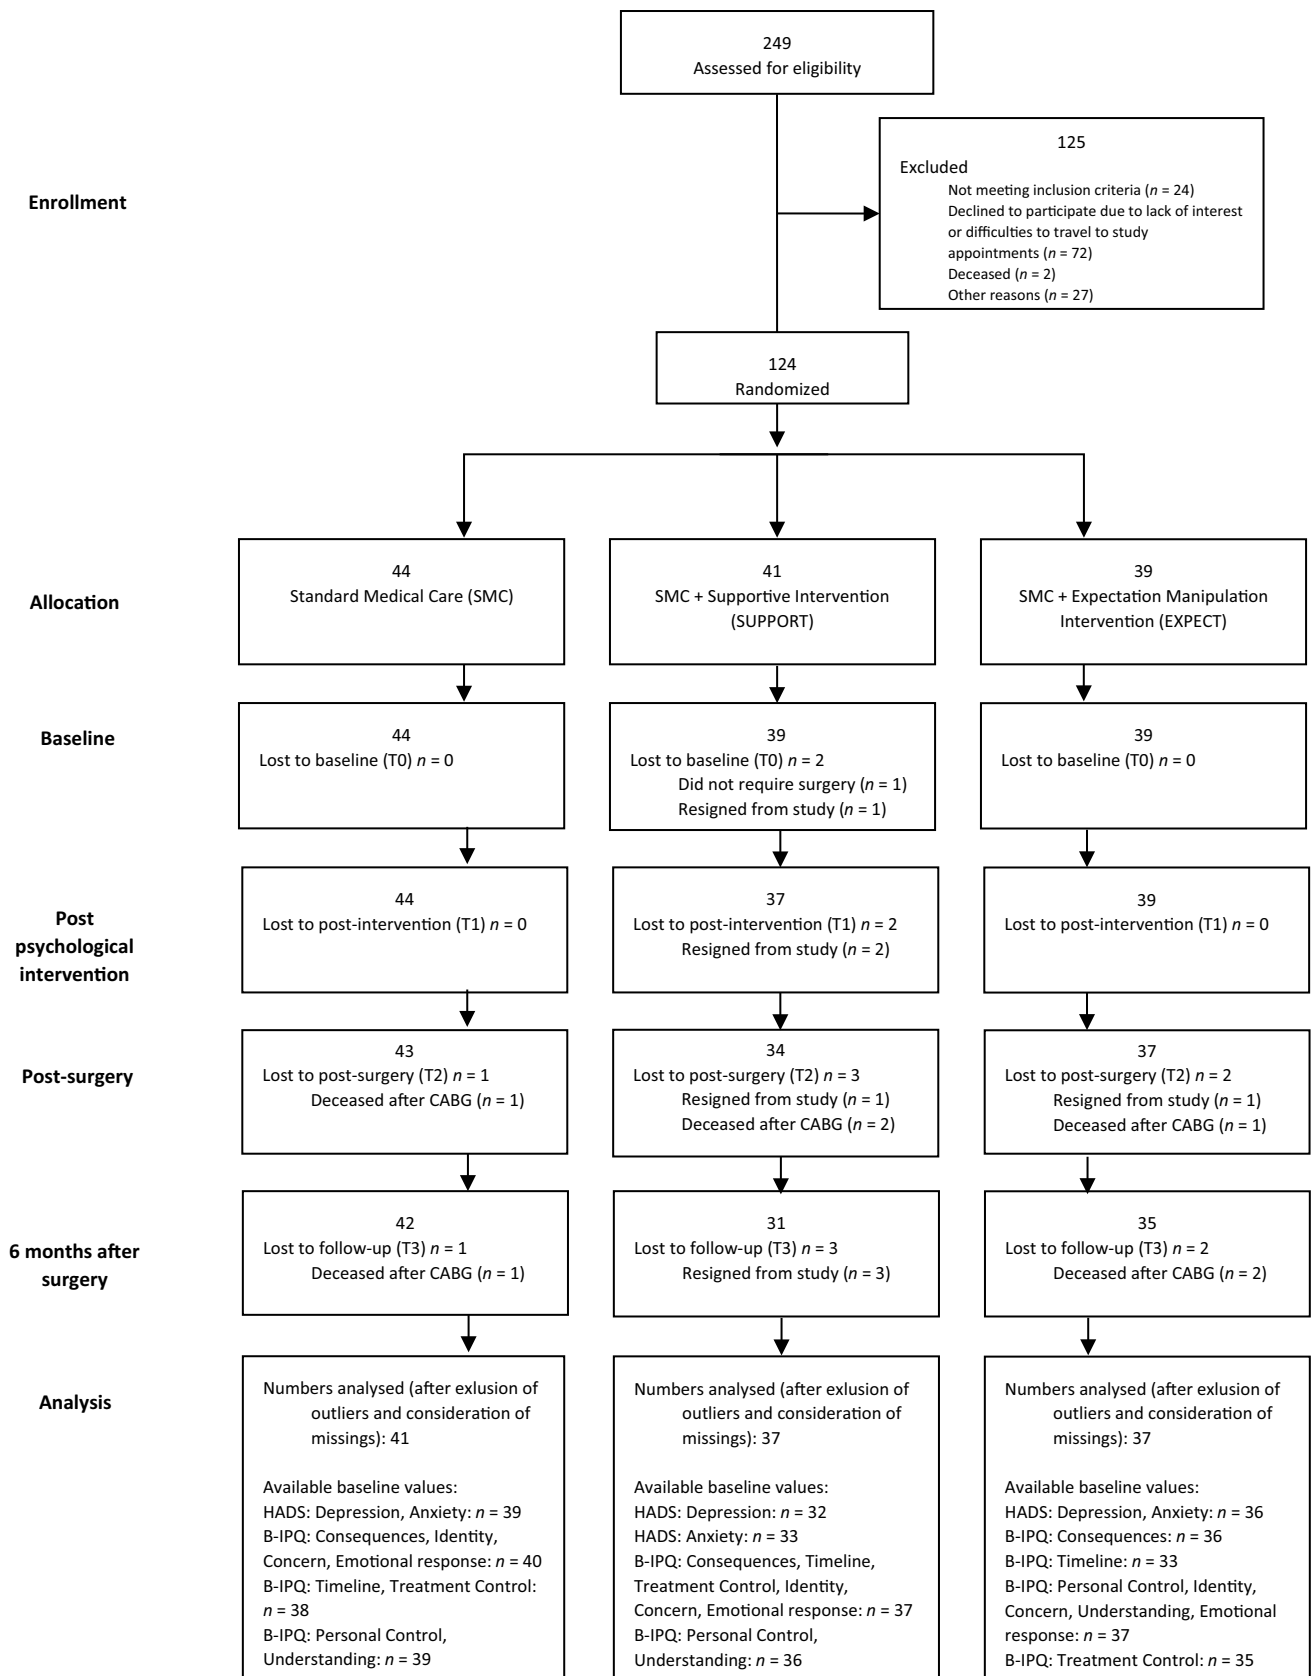 249
Assessed for eligibility
125
Excluded
Not meeting inclusion criteria (n = 24)
Declined to participate due to lack of interest
or difficulties to travel to study
appointments (n = 72)
Deceased (n = 2)
Other reasons (n = 27)
Enrollment
124
Randomized
Allocation
44
Standard Medical Care (SMC)
41
SMC + Supportive Intervention
(SUPPORT)
39
SMC + Expectation Manipulation
Intervention (EXPECT)
Baseline
44
Lost to baseline (T0) n = 0
39
Lost to baseline (T0) n = 2
Did not require surgery (n = 1)
Resigned from study (n = 1)
39
Lost to baseline (T0) n = 0
Post
psychological
intervention
44
Lost to post-intervention (T1) n = 0
37
Lost to post-intervention (T1) n = 2
Resigned from study (n = 2)
39
Lost to post-intervention (T1) n = 0
Post-surgery
43
Lost to post-surgery (T2) n = 1
Deceased after CABG (n = 1)
34
Lost to post-surgery (T2) n = 3
Resigned from study (n = 1)
Deceased after CABG (n = 2)
37
Lost to post-surgery (T2) n = 2
Resigned from study (n = 1)
Deceased after CABG (n = 1)
6 months after
surgery
42
Lost to follow-up (T3) n = 1
Deceased after CABG (n = 1)
31
Lost to follow-up (T3) n = 3
Resigned from study (n = 3)
35
Lost to follow-up (T3) n = 2
Deceased after CABG (n = 2)
Analysis
Numbers analysed (after exlusion of
outliers and consideration of
missings): 41
Available baseline values:
HADS: Depression, Anxiety: n = 39
B-IPQ: Consequences, Identity,
Concern, Emotional response: n = 40
B-IPQ: Timeline, Treatment Control:
n = 38
B-IPQ: Personal Control,
Understanding: n = 39
Numbers analysed (after exlusion of
outliers and consideration of
missings): 37
Available baseline values:
HADS: Depression: n = 32
HADS: Anxiety: n = 33
B-IPQ: Consequences, Timeline,
Treatment Control, Identity,
Concern, Emotional response: n = 37
B-IPQ: Personal Control,
Understanding: n = 36
Numbers analysed (after exlusion of
outliers and consideration of
missings): 37
Available baseline values:
HADS: Depression, Anxiety: n = 36
B-IPQ: Consequences: n = 36
B-IPQ: Timeline: n = 33
B-IPQ: Personal Control, Identity,
Concern, Understanding, Emotional
response: n = 37
B-IPQ: Treatment Control: n = 35